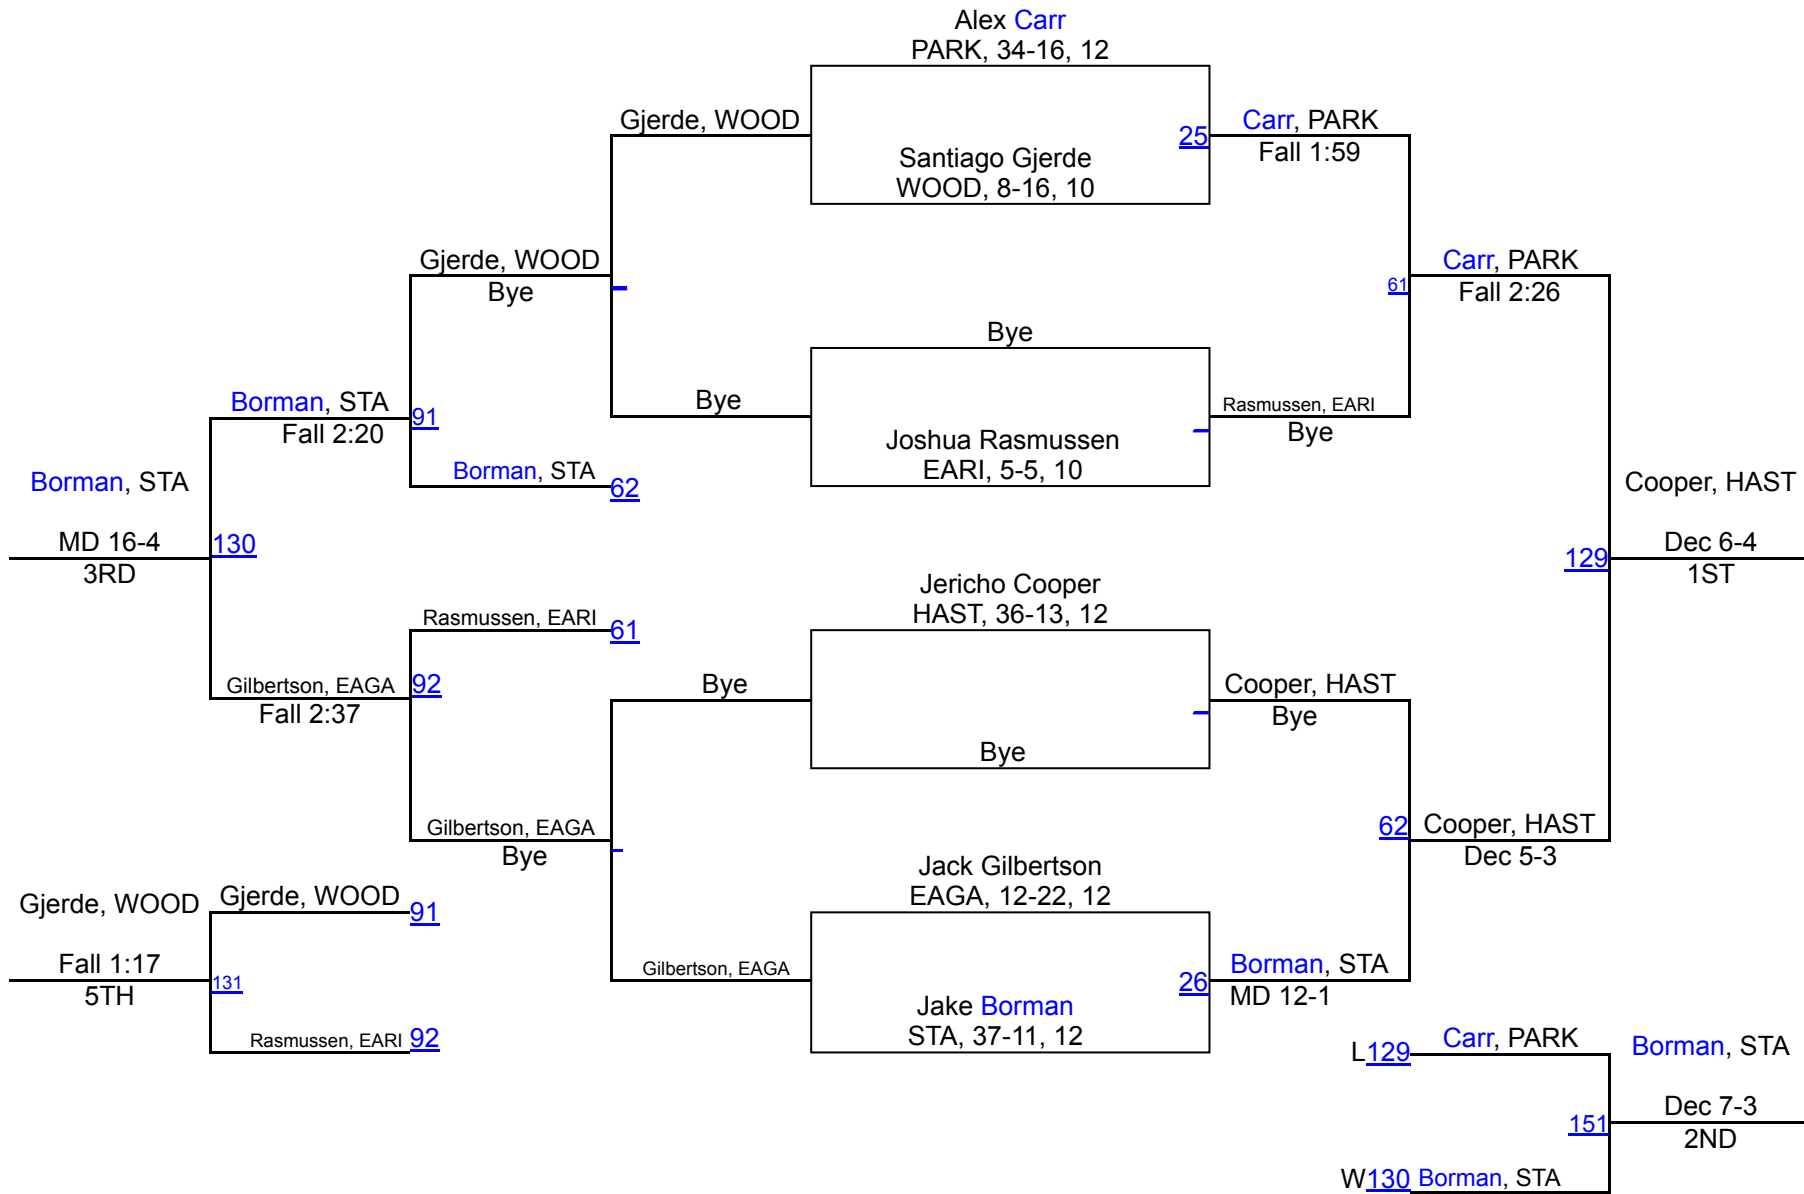 Alex Carr
PARK, 34-16, 12
Gjerde, WOOD
25
Carr, PARK
Fall 1:59
Santiago Gjerde
WOOD, 8-16, 10
Gjerde, WOOD
Bye
61
Carr, PARK
Fall 2:26
Bye
Bye
Rasmussen, EARI
Bye
Joshua Rasmussen
EARI, 5-5, 10
Borman, STA
Fall 2:20
91
Borman, STA
62
Borman, STA
MD 16-4
3RD
130
Cooper, HAST
Dec 6-4
1ST
129
Jericho Cooper
HAST, 36-13, 12
Rasmussen, EARI
61
Gilbertson, EAGA
Fall 2:37
92
Bye
Cooper, HAST
Bye
Bye
Gilbertson, EAGA
Bye
62
Cooper, HAST
Dec 5-3
Jack Gilbertson
EAGA, 12-22, 12
Gjerde, WOOD
Gjerde, WOOD
91
Fall 1:17
5TH
131
Gilbertson, EAGA
26
Borman, STA
MD 12-1
Jake Borman
STA, 37-11, 12
Rasmussen, EARI
92
L129
Carr, PARK
Borman, STA
Dec 7-3
2ND
151
W130
Borman, STA